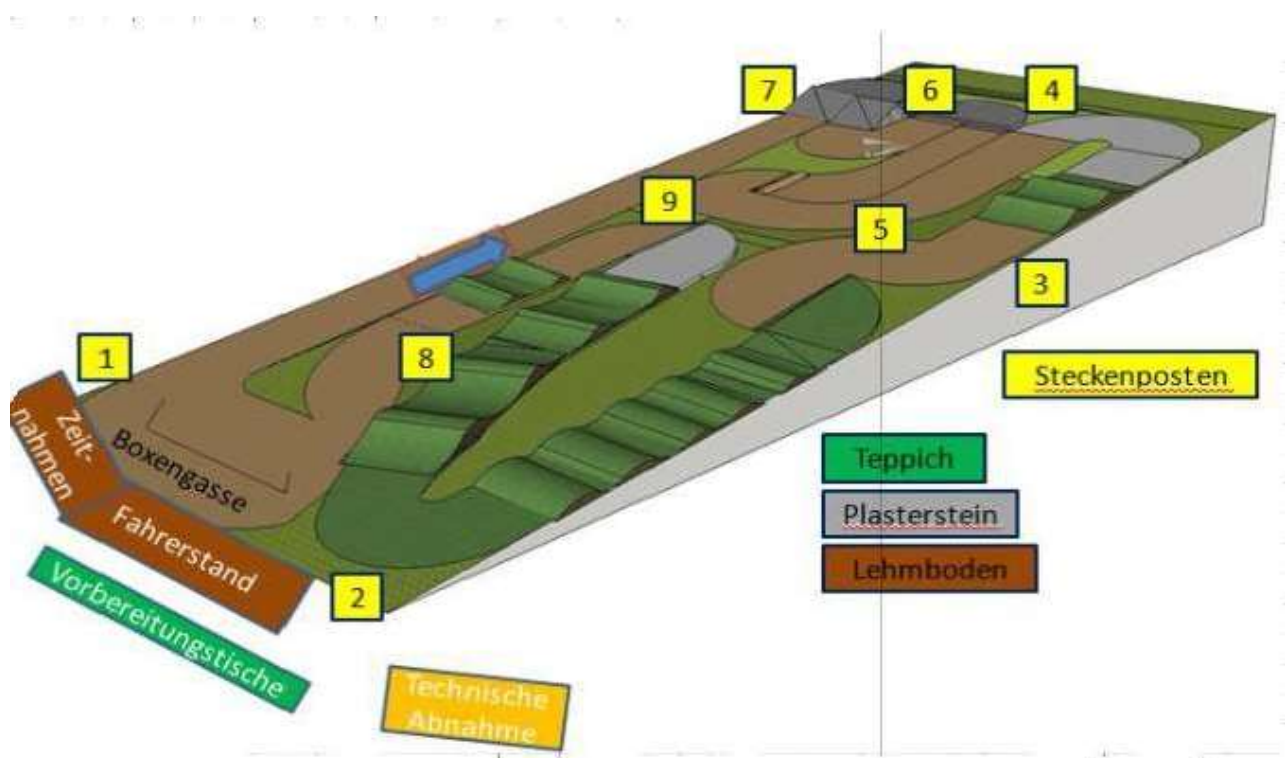 7
6
4
9
5
3
1
8
Steckenposten
Zeit-
nahmen
Boxengasse
Teppich
Plasterstein
Fahrerstand
Lehmboden
2
Vorbereitungstische
Technische
Abnahme